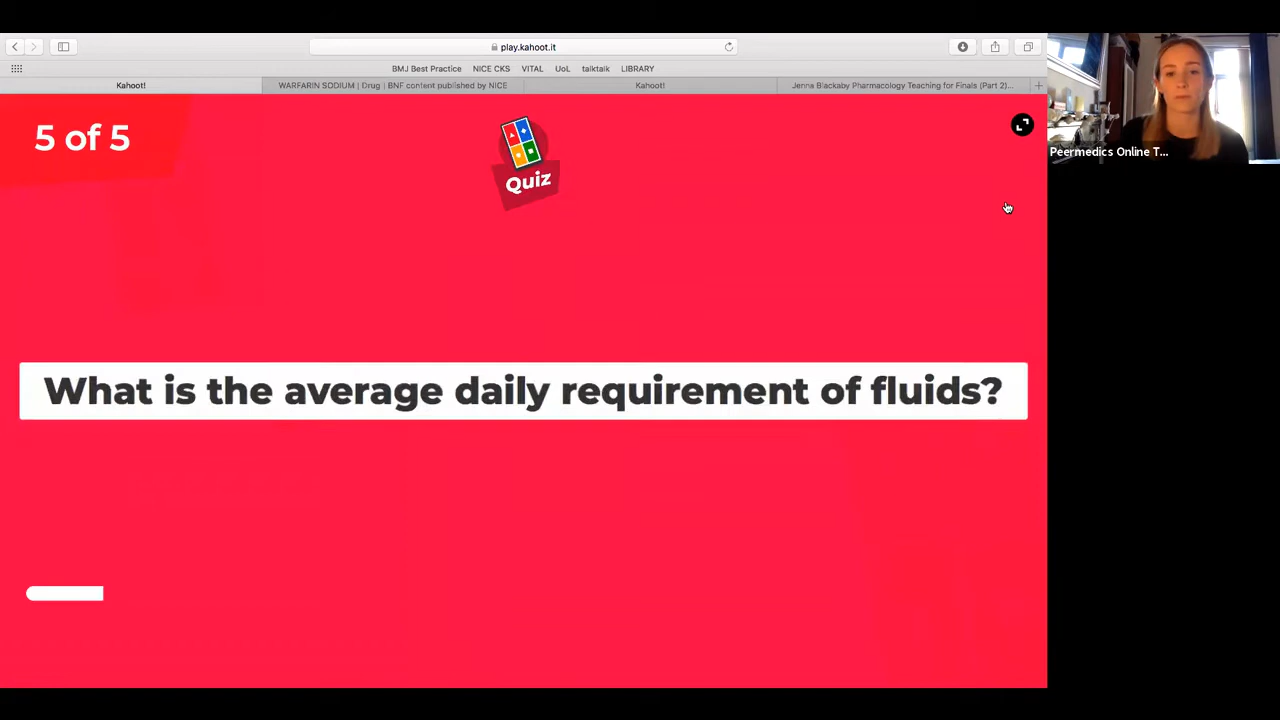 play.kahoot.it
BMJ Best Practice NICE CKS VITAL UoL talktalk LIBRARY
Kahoot! WARFARIN SODIUM | Drug | BNF content published by NICE Kahoot! Jenna Blackaby Pharmacology Teaching for Finals (Part 2)...
5 of 5
Quiz
Peermedics Online T...
What is the average daily requirement of fluids?